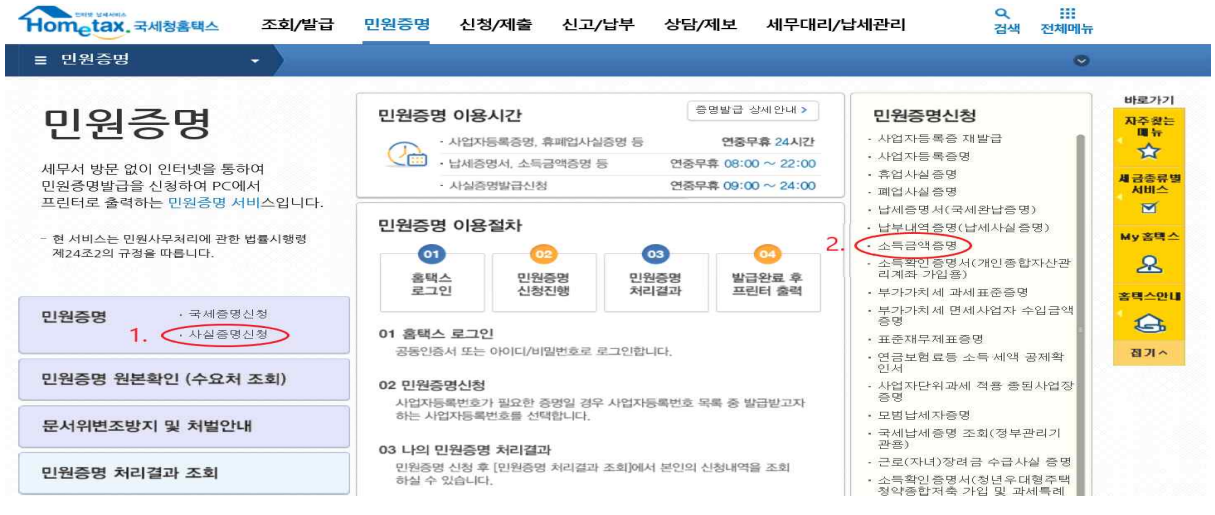 인터넷 납세서비스
Hometax. 국세청홈택스
조회/발급
민원증명
신청/제출
신고/납부
상담/제보
세무대리/납세관리
검색
전체메뉴
민원증명
민원증명
세무서 방문 없이 인터넷을 통하여
민원증명발급을 신청하여 PC에서
프린터로 출력하는 민원증명 서비스입니다.
- 현 서비스는 민원사무처리에 관한 법률시행령
제24조2의 규정을 따릅니다.
민원증명
· 국세증명신청
1. · 사실증명신청
민원증명 원본확인 (수요처 조회)
문서위변조방지 및 처벌안내
민원증명 처리결과 조회
민원증명 이용시간
증명발급 상세안내 >
· 사업자등록증명, 휴폐업사실증명 등 연중무휴 24시간
· 납세증명서, 소득금액증명 등 연중무휴 08:00 ~ 22:00
· 사실증명발급신청 연중무휴 09:00 ~ 24:00
민원증명 이용절차
01 02 03 04
홈택스 민원증명 민원증명 발급완료 후
로그인 신청진행 처리결과 프린터 출력
01 홈택스 로그인
공동인증서 또는 아이디/비밀번호로 로그인합니다.
02 민원증명신청
사업자등록번호가 필요한 증명일 경우 사업자등록번호 목록 중 발급받고자
하는 사업자등록번호를 선택합니다.
03 나의 민원증명 처리결과
민원증명 신청 후 [민원증명 처리결과 조회]에서 본인의 신청내역을 조회
하실 수 있습니다.
민원증명신청
· 사업자등록증 재발급
· 사업자등록증명
· 휴업사실증명
· 폐업사실증명
· 납세증명서(국세완납증명)
· 납부내역증명(납세사실증명)
2. · 소득금액증명
· 소득확인증명서(개인종합자산관
리계좌 가입용)
· 부가가치세 과세표준증명
· 부가가치세 면세사업자 수입금액
증명
· 표준재무제표증명
· 연금보험료등 소득·세액 공제확
인서
· 사업자단위과세 적용 종된사업장
증명
· 모범납세자증명
· 국세납세증명 조회(정부관리기
관용)
· 근로(자녀)장려금 수급사실 증명
· 소득확인증명서(청년우대형주택
청약종합저축 가입 및 과세특례
바로가기
자주찾는
메뉴
세금종류별
서비스
My홈택스
홈택스안내
접기 ^